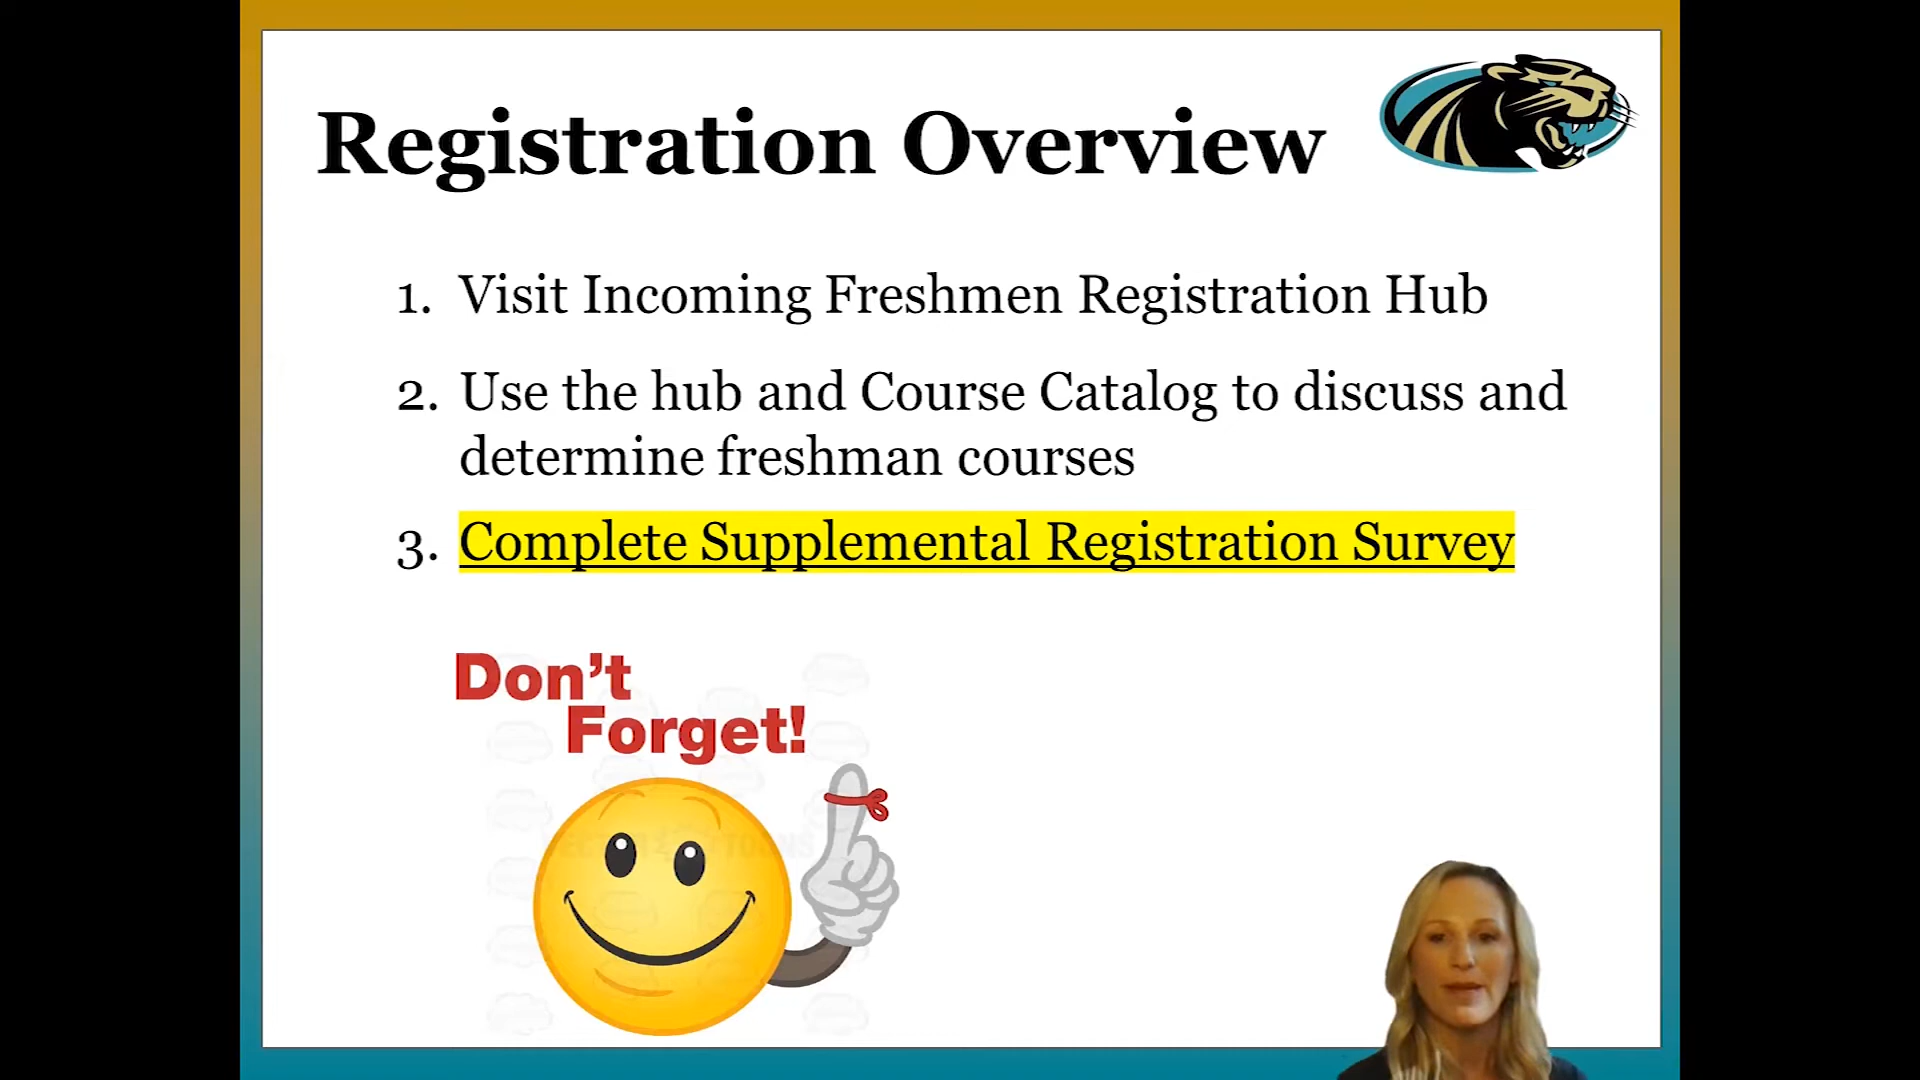 Registration Overview
1. Visit Incoming Freshmen Registration Hub
2. Use the hub and Course Catalog to discuss and
determine freshman courses
3. Complete Supplemental Registration Survey
Don't
Forget!